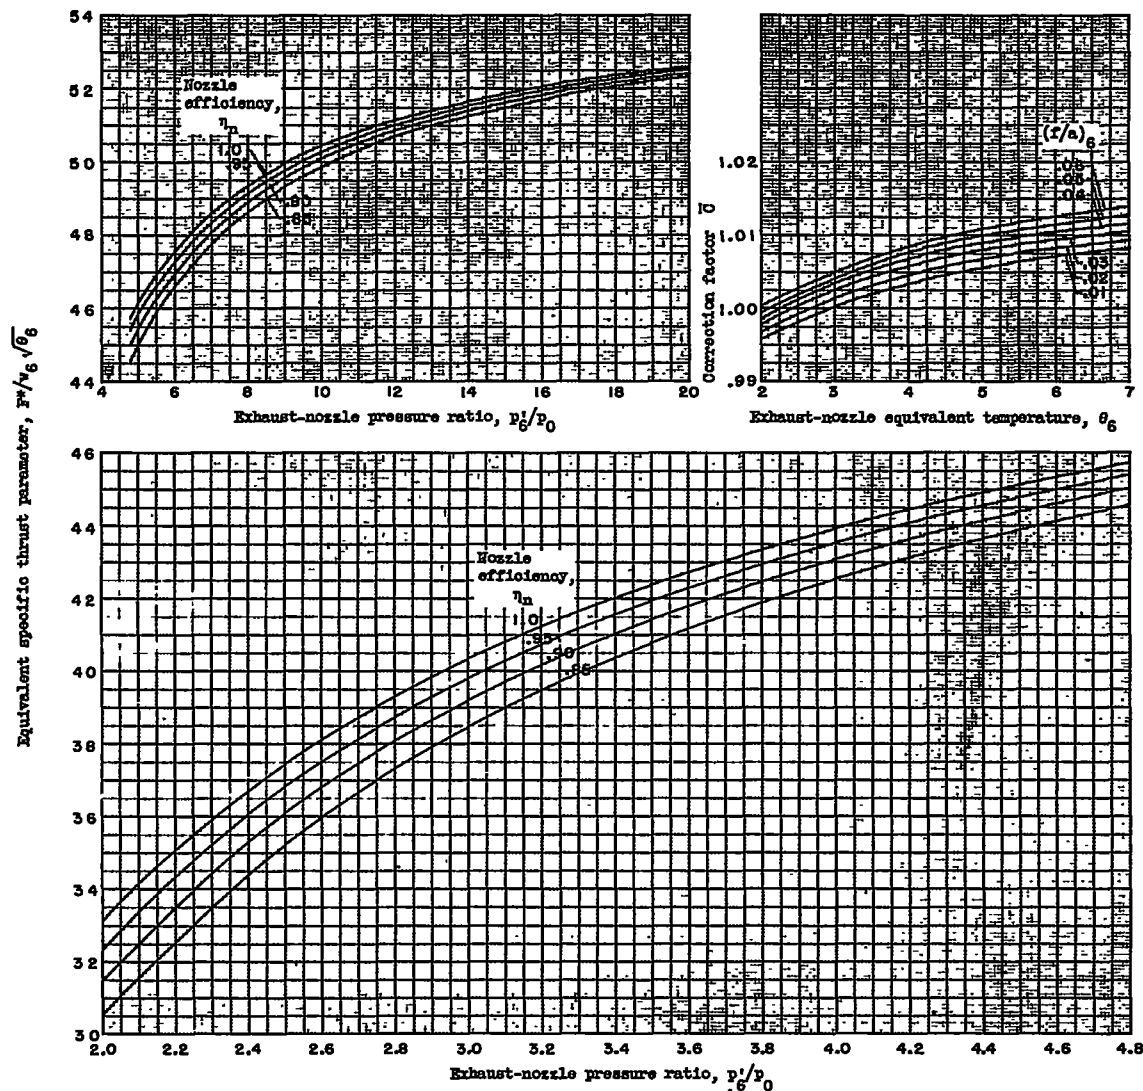 54
52
50
48
46
44
Nozzle
efficiency,
ηn
1.0
.95
.90
.85
4 6 8 10 12 14 16 18 20
Exhaust-nozzle pressure ratio, p6'/p0
Correction factor C̅
1.02
1.01
1.00
.99
(f/a)6
.06
.05
.04
.03
.02
.01
2 3 4 5 6 7
Exhaust-nozzle equivalent temperature, θ6
Equivalent specific thrust parameter, F*/w6√θ6
46
44
42
40
38
36
34
32
30
Nozzle
efficiency,
ηn
1.0
.95
.90
.85
2.0 2.2 2.4 2.6 2.8 3.0 3.2 3.4 3.6 3.8 4.0 4.2 4.4 4.6 4.8
Exhaust-nozzle pressure ratio, p6'/p0